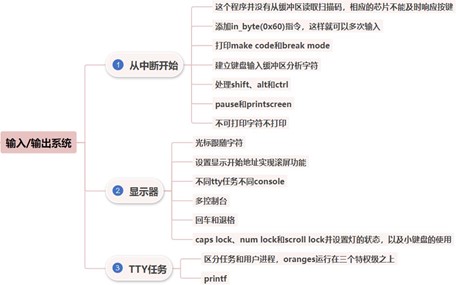 输入/输出系统
1 从中断开始
这个程序并没有从缓冲区读取扫描码，相应的芯片不能及时响应按键
添加in_byte(0x60)指令，这样就可以多次输入
打印make code和break mode
建立键盘输入缓冲区分析字符
处理shift、alt和ctrl
pause和printscreen
不可打印字符不打印
2 显示器
光标跟随字符
设置显示开始地址实现滚屏功能
不同tty任务不同console
多控制台
回车和退格
caps lock、num lock和scroll lock并设置灯的状态，以及小键盘的使用
3 TTY任务
区分任务和用户进程，oranges运行在三个特权级之上
printf